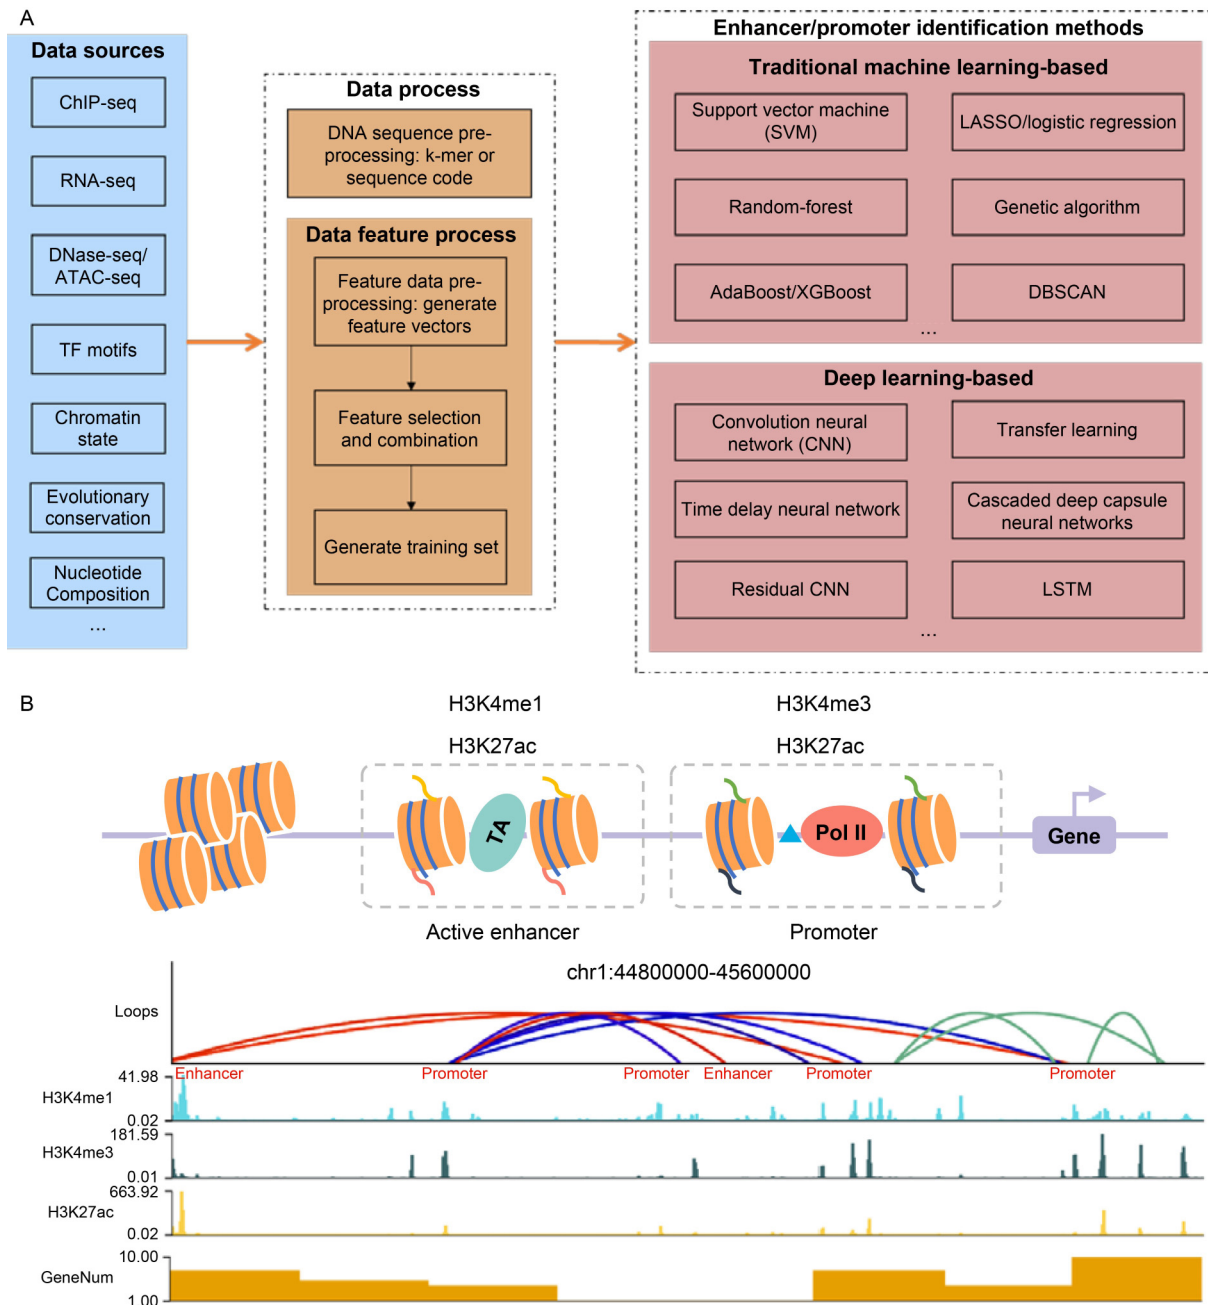 A
Data sources
ChIP-seq
RNA-seq
DNase-seq/
ATAC-seq
TF motifs
Chromatin
state
Evolutionary
conservation
Nucleotide
Composition
...
Data process
DNA sequence pre-
processing: k-mer or
sequence code
Data feature process
Feature data pre-
processing: generate
feature vectors
Feature selection
and combination
Generate training set
Enhancer/promoter identification methods
Traditional machine learning-based
Support vector machine
(SVM)
LASSO/logistic regression
Random-forest
Genetic algorithm
AdaBoost/XGBoost
DBSCAN
...
Deep learning-based
Convolution neural
network (CNN)
Transfer learning
Time delay neural network
Cascaded deep capsule
neural networks
Residual CNN
LSTM
...
B
H3K4me1
H3K27ac
H3K4me3
H3K27ac
TA
Pol II
Gene
Active enhancer
Promoter
chr1:44800000-45600000
Loops
Enhancer
Promoter
Promoter
Enhancer
Promoter
Promoter
41.98
H3K4me1
0.02
181.59
H3K4me3
0.01
663.92
H3K27ac
0.02
10.00
GeneNum
1.00